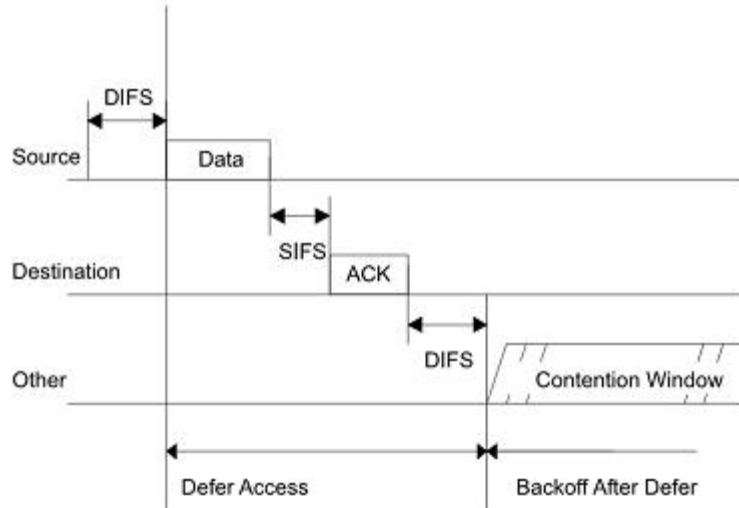 DIFS
Source
Data
SIFS
Destination
ACK
DIFS
Other
Contention Window
Defer Access
Backoff After Defer